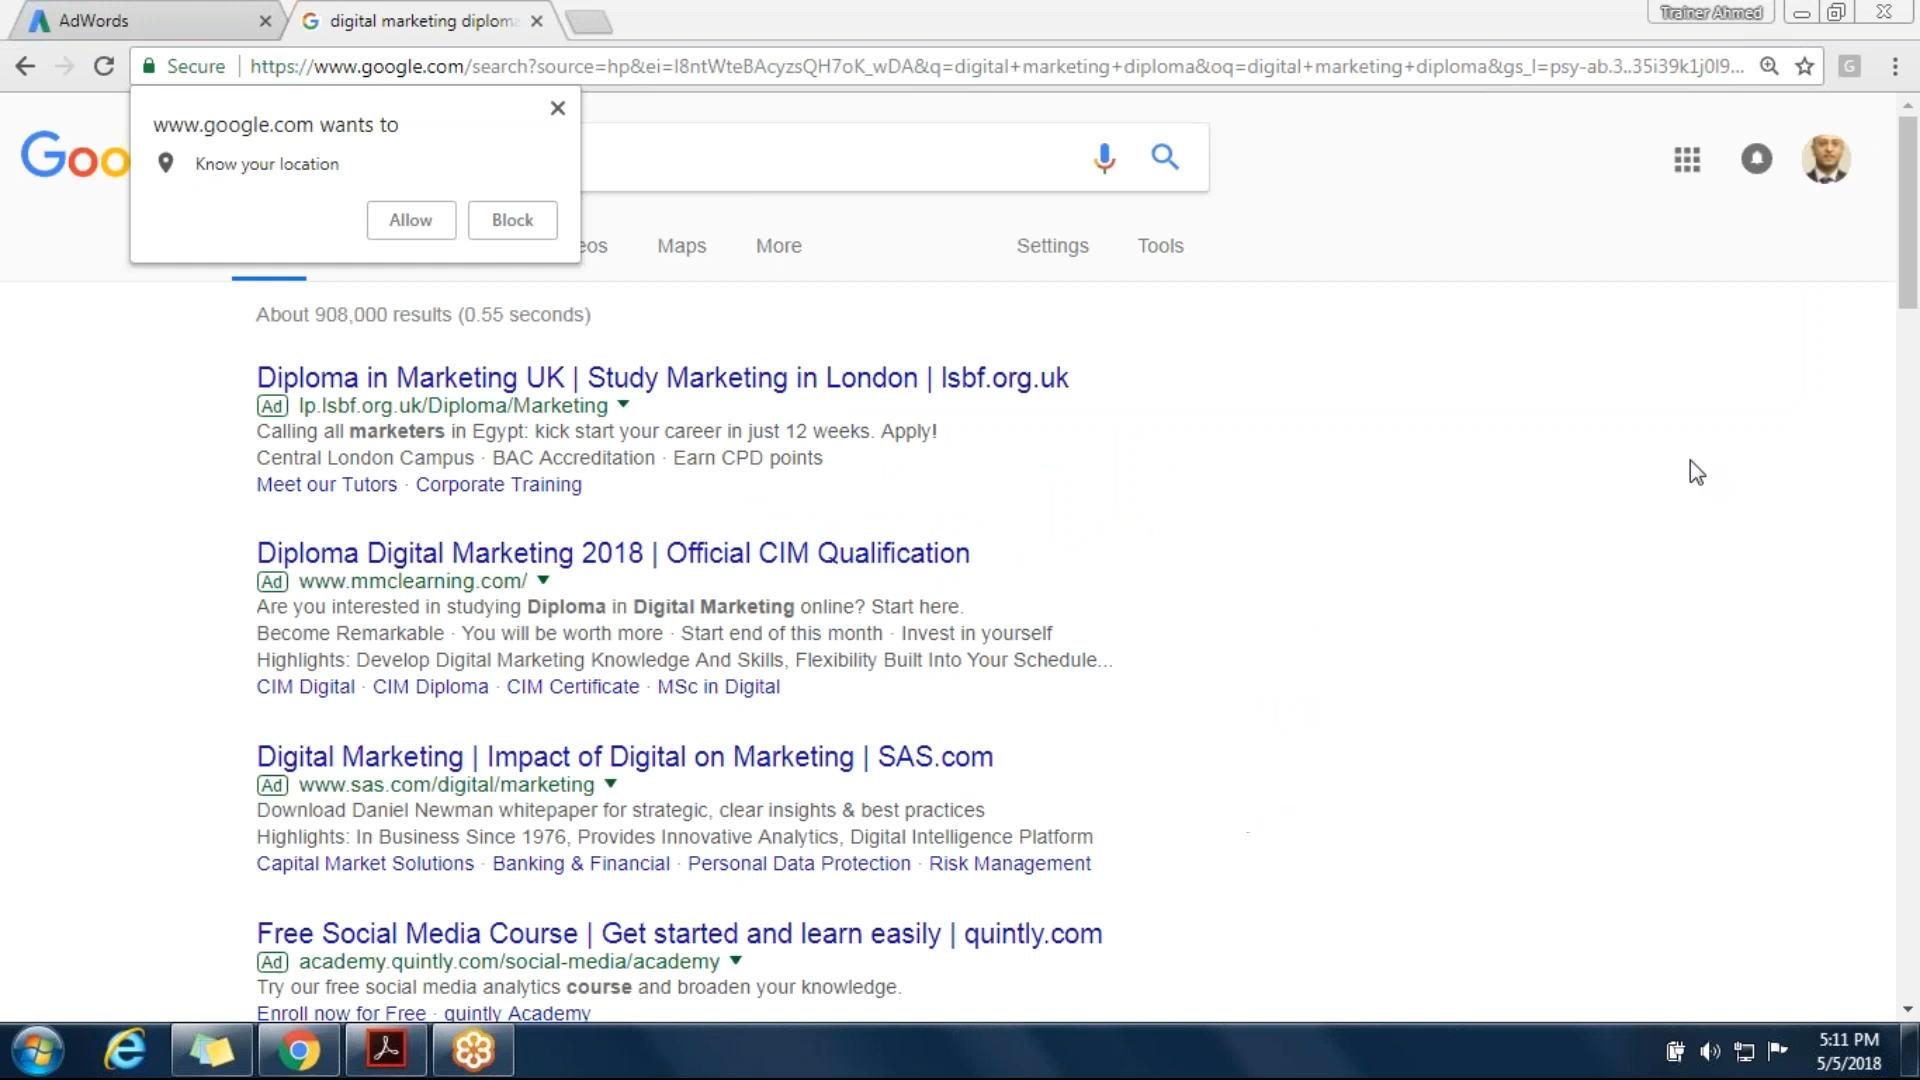 AdWords
digital marketing diploma
Trainer Ahmed
Secure
https://www.google.com/search?source=hp&ei=I8ntWteBAcyzsQH7oK_wDA&q=digital+marketing+diploma&oq=digital+marketing+diploma&gs_l=psy-ab.3..35i39k1j0l9...
G
www.google.com wants to
Know your location
Allow
Block
Goo
eos
Maps
More
Settings
Tools
About 908,000 results (0.55 seconds)
Diploma in Marketing UK | Study Marketing in London | lsbf.org.uk
Ad lp.lsbf.org.uk/Diploma/Marketing
Calling all marketers in Egypt: kick start your career in just 12 weeks. Apply!
Central London Campus · BAC Accreditation · Earn CPD points
Meet our Tutors · Corporate Training
Diploma Digital Marketing 2018 | Official CIM Qualification
Ad www.mmclearning.com/
Are you interested in studying Diploma in Digital Marketing online? Start here.
Become Remarkable · You will be worth more · Start end of this month · Invest in yourself
Highlights: Develop Digital Marketing Knowledge And Skills, Flexibility Built Into Your Schedule...
CIM Digital · CIM Diploma · CIM Certificate · MSc in Digital
Digital Marketing | Impact of Digital on Marketing | SAS.com
Ad www.sas.com/digital/marketing
Download Daniel Newman whitepaper for strategic, clear insights & best practices
Highlights: In Business Since 1976, Provides Innovative Analytics, Digital Intelligence Platform
Capital Market Solutions · Banking & Financial · Personal Data Protection · Risk Management
Free Social Media Course | Get started and learn easily | quintly.com
Ad academy.quintly.com/social-media/academy
Try our free social media analytics course and broaden your knowledge.
Enroll now for Free · quintly Academy
5:11 PM
5/5/2018